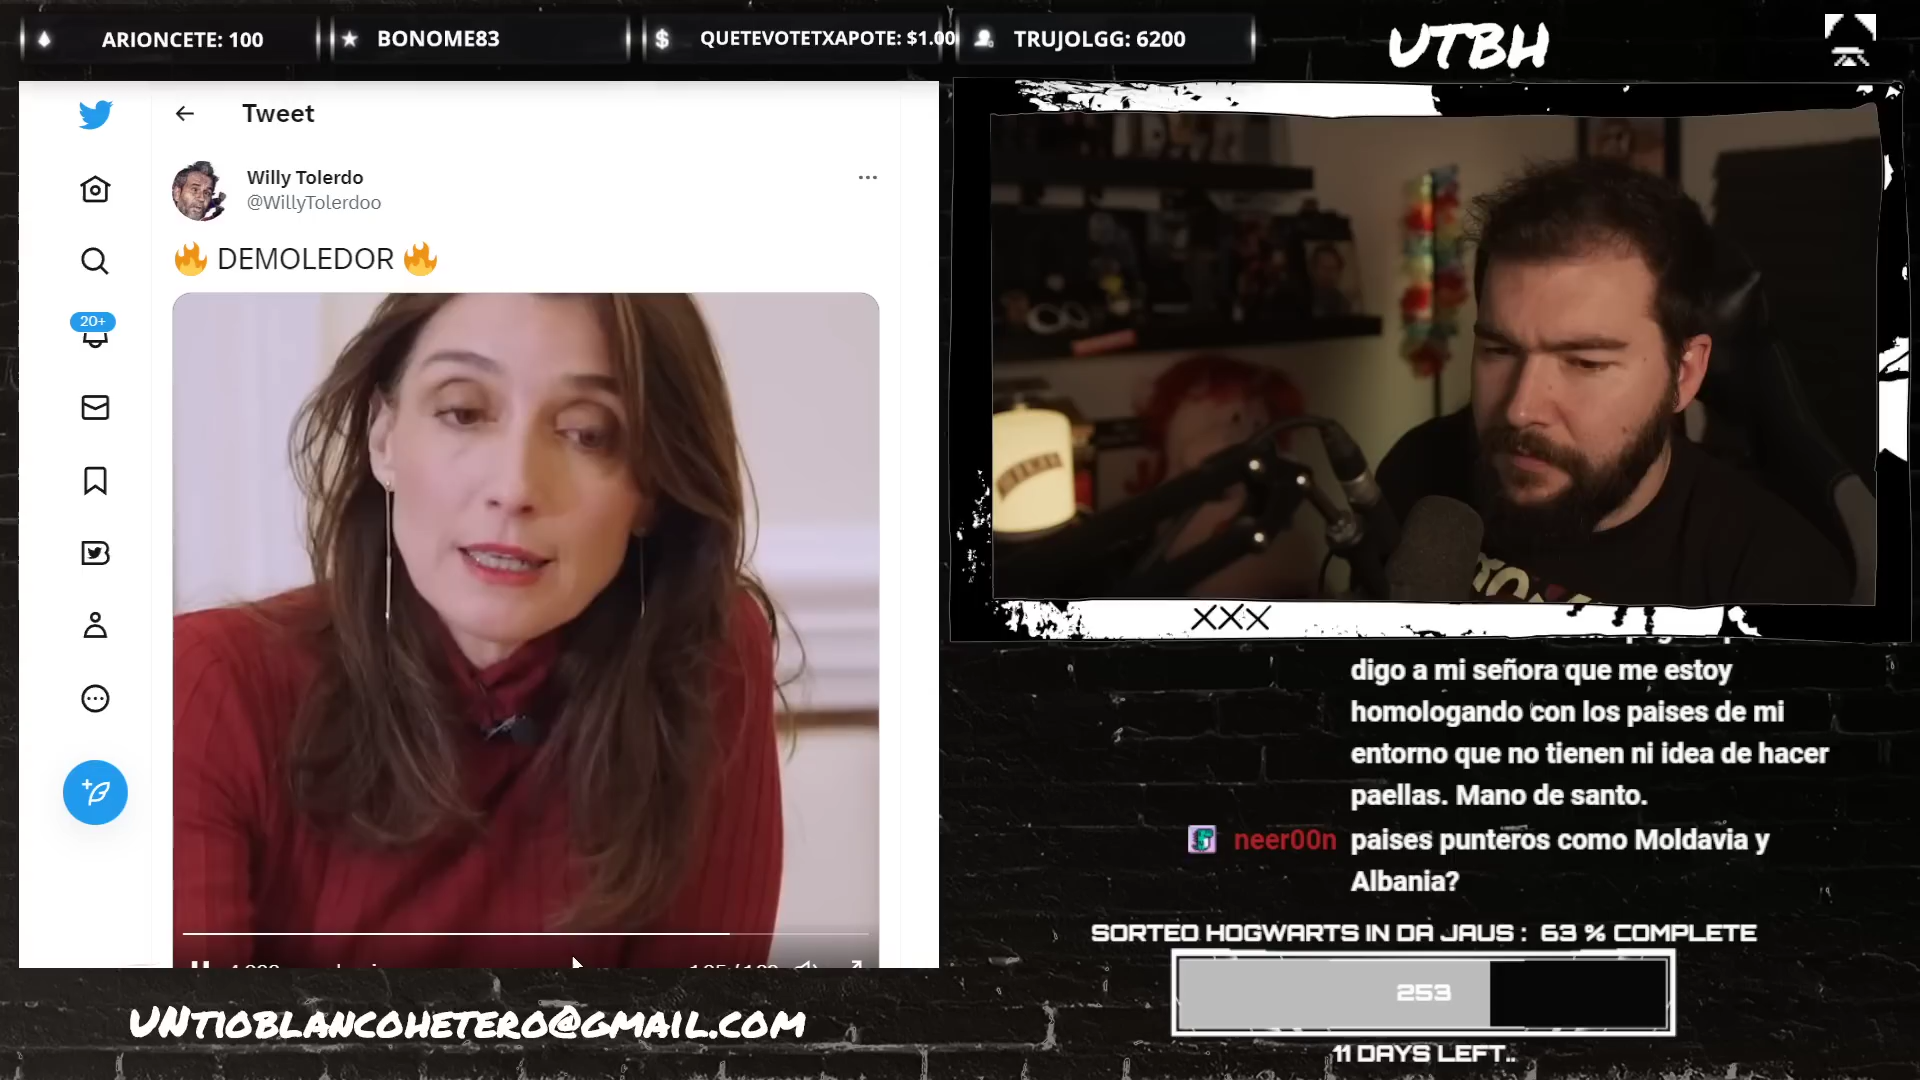 ARIONCETE: 100
BONOME83
QUETEVOTETXAPOTE: $1.00
TRUJOLGG: 6200
UTBH
Tweet
Willy Tolerdo
@WillyTolerdoo
DEMOLEDOR
20+
XXX
digo a mi señora que me estoy
homologando con los paises de mi
entorno que no tienen ni idea de hacer
paellas. Mano de santo.
neer00n paises punteros como Moldavia y
Albania?
SORTEO HOGWARTS IN DA JAUS : 63 % COMPLETE
253
11 DAYS LEFT..
UNTIOBLANCOHETERO@GMAIL.COM